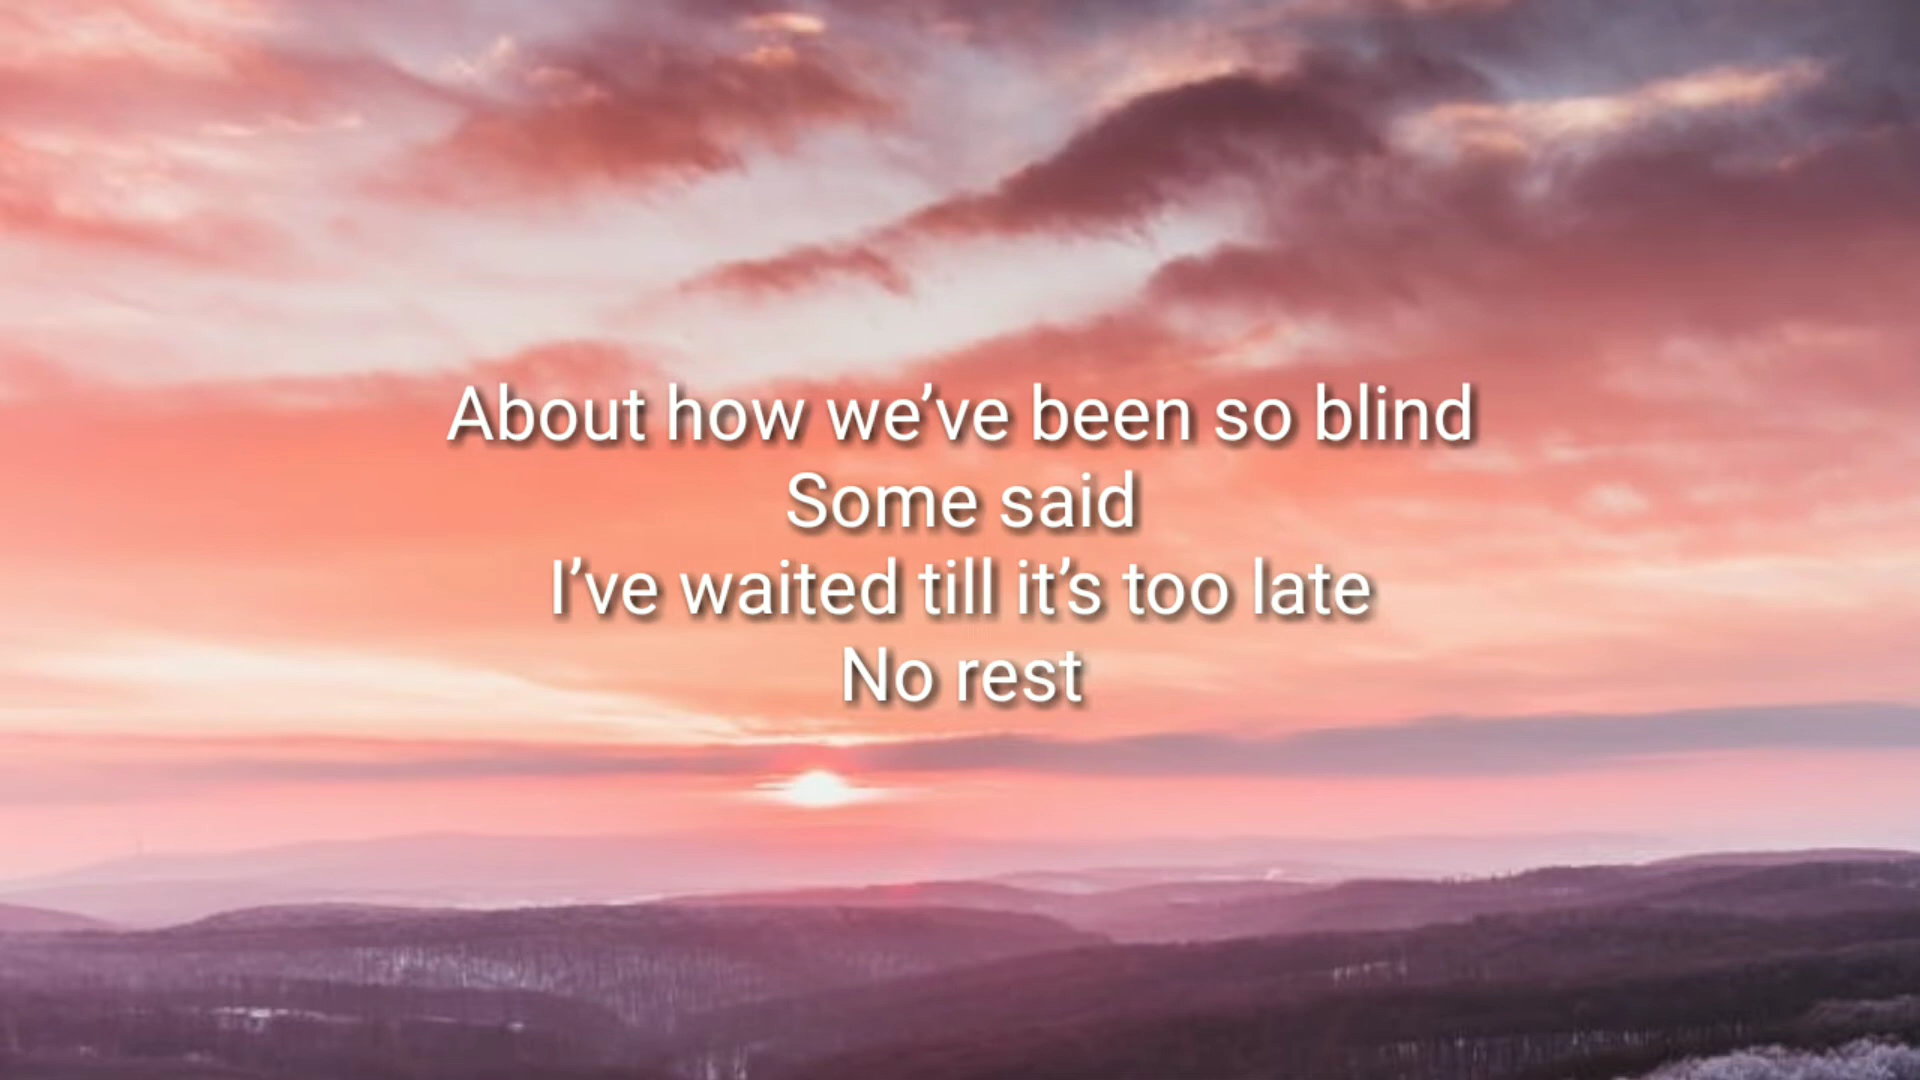 About how we’ve been so blind
Some said
I’ve waited till it’s too late
No rest